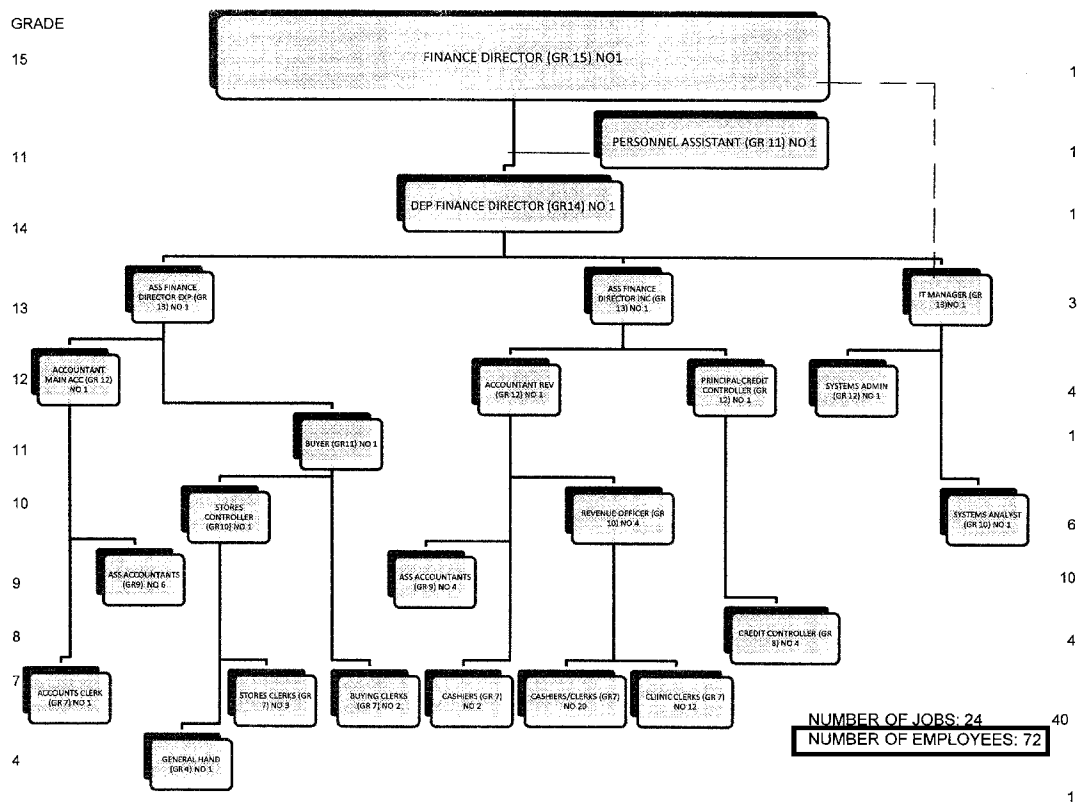 GRADE
15
FINANCE DIRECTOR (GR 15) NO1
1
11
PERSONNEL ASSISTANT (GR 11) NO 1
1
14
DEP FINANCE DIRECTOR (GR14) NO 1
1
13
ASS FINANCE
DIRECTOR EXP (GR
13) NO 1
ASS FINANCE
DIRECTOR INC (GR
13) NO 1
IT MANAGER (GR
13)NO 1
3
12
ACCOUNTANT
MAIN ACC (GR 12)
NO 1
ACCOUNTANT REV
(GR 12) NO 1
PRINCIPAL CREDIT
CONTROLLER (GR
12) NO 1
SYSTEMS ADMIN
(GR 12) NO 1
4
11
BUYER (GR11) NO 1
1
10
STORES
CONTROLLER
(GR10) NO 1
REVENUE OFFICER (GR
10) NO 4
SYSTEMS ANALYST
(GR 10) NO 1
6
9
ASS ACCOUNTANTS
(GR9) NO 6
ASS ACCOUNTANTS
(GR 9) NO 4
10
8
CREDIT CONTROLLER (GR
8) NO 4
4
7
ACCOUNTS CLERK
(GR 7) NO 1
STORES CLERKS (GR
7) NO 3
BUYING CLERKS
(GR 7) NO 2
CASHIERS (GR 7)
NO 2
CASHIERS/CLERKS (GR7)
NO 20
CLINIC CLERKS (GR 7)
NO 12
40
NUMBER OF JOBS: 24
NUMBER OF EMPLOYEES: 72
4
GENERAL HAND
(GR 4) NO 1
1